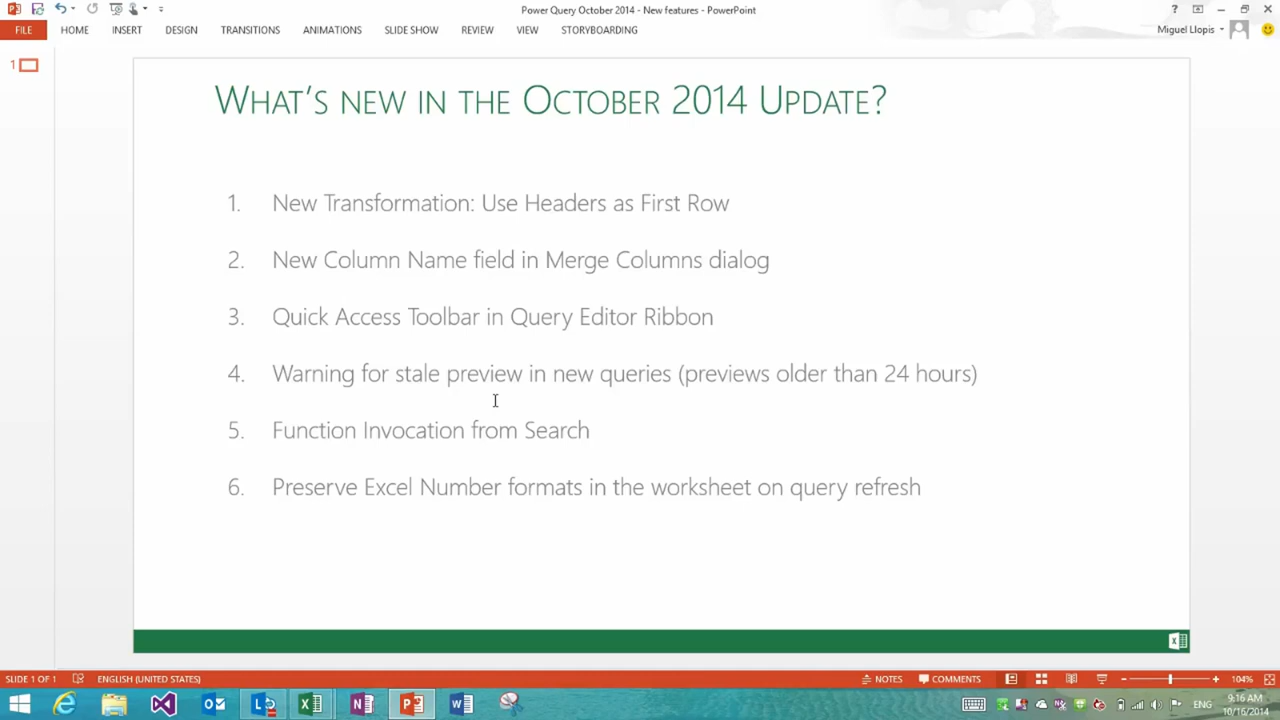 Power Query October 2014 - New features - PowerPoint
?
FILE HOME INSERT DESIGN TRANSITIONS ANIMATIONS SLIDE SHOW REVIEW VIEW STORYBOARDING
Miguel Llopis
1
WHAT'S NEW IN THE OCTOBER 2014 UPDATE?
1. New Transformation: Use Headers as First Row
2. New Column Name field in Merge Columns dialog
3. Quick Access Toolbar in Query Editor Ribbon
4. Warning for stale preview in new queries (previews older than 24 hours)
5. Function Invocation from Search
6. Preserve Excel Number formats in the worksheet on query refresh
SLIDE 1 OF 1 ENGLISH (UNITED STATES) NOTES COMMENTS 104%
ENG
9:16 AM
10/16/2014